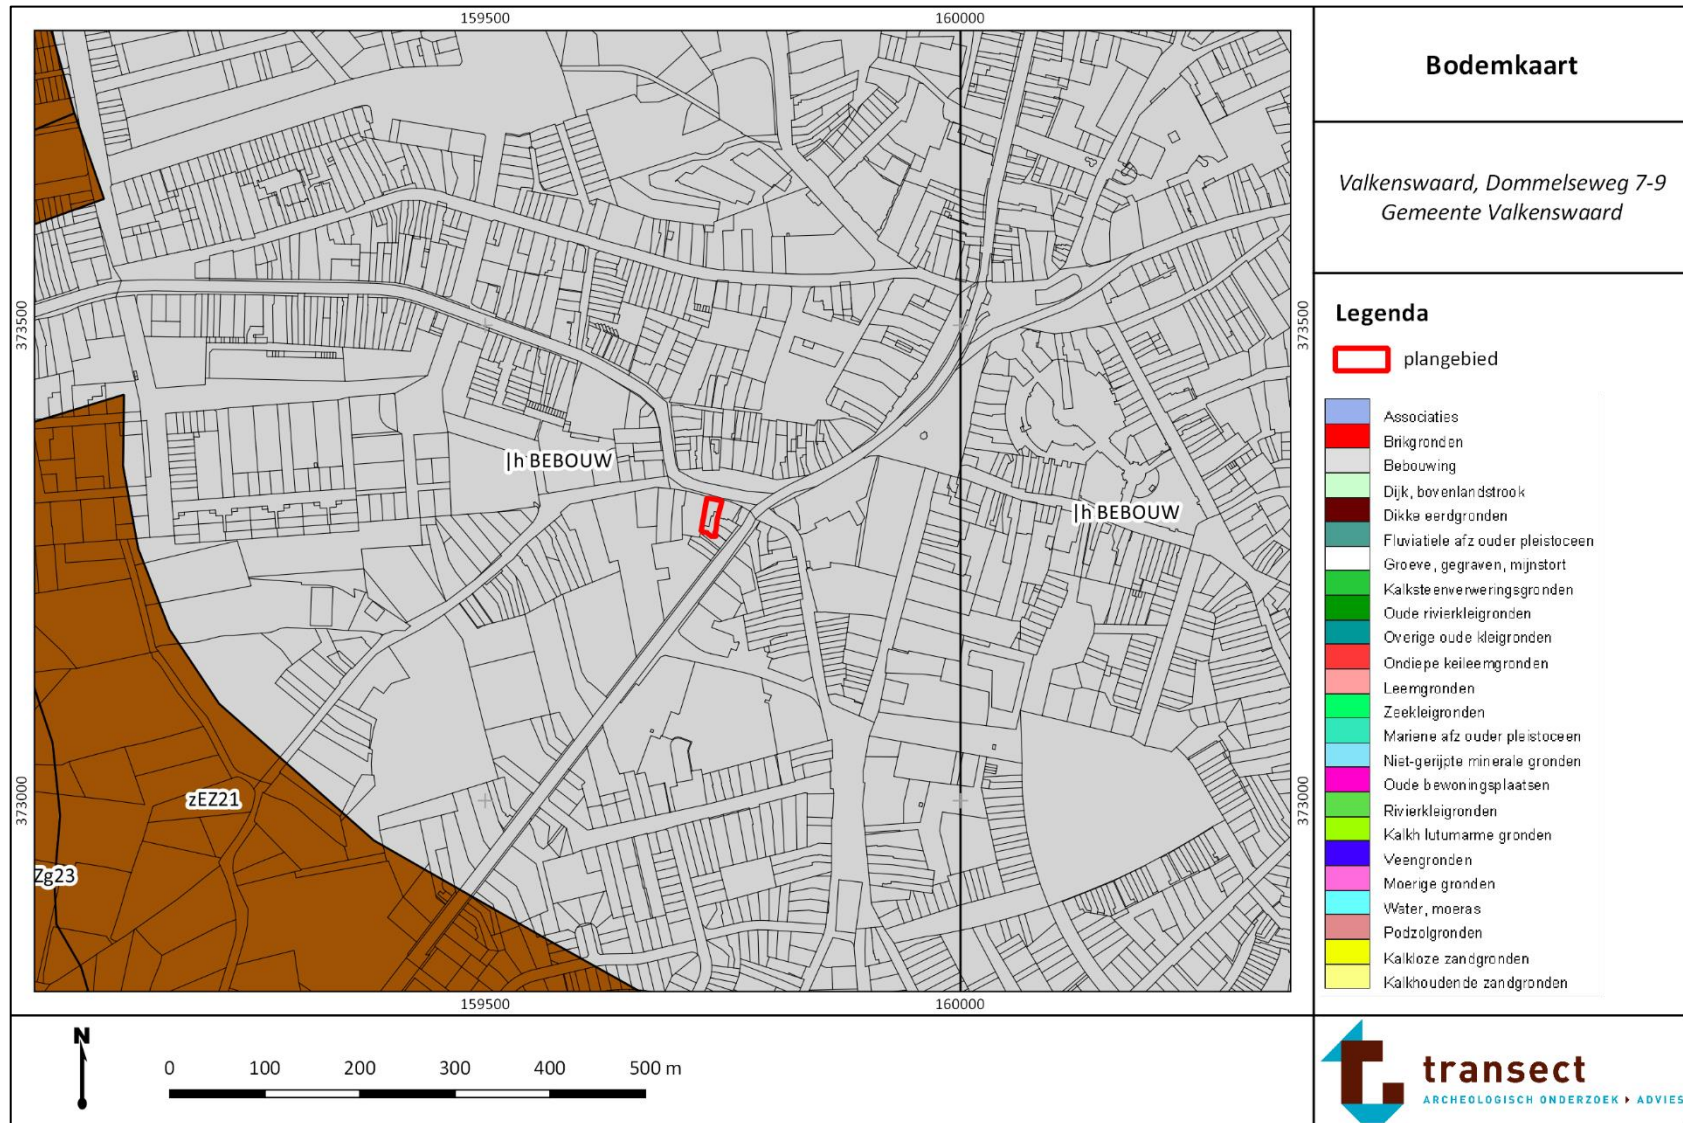 159500
160000
373500
373500
|h BEBOUW
|h BEBOUW
zEZ21
Zg23
373000
373000
159500
160000
Bodemkaart
Valkenswaard, Dommelseweg 7-9
Gemeente Valkenswaard
Legenda
plangebied
Associaties
Brikgronden
Bebouwing
Dijk, bovenlandstrook
Dikke eerdgronden
Fluviatiele afz ouder pleistoceen
Groeve, gegraven, mijnstort
Kalksteenverweringsgronden
Oude rivierkleigronden
Overige oude kleigronden
Ondiepe keileemgronden
Leemgronden
Zeekleigronden
Mariene afz ouder pleistoceen
Niet-gerijpte minerale gronden
Oude bewoningsplaatsen
Rivierkleigronden
Kalkh lutumarme gronden
Veengronden
Moerige gronden
Water, moeras
Podzolgronden
Kalkloze zandgronden
Kalkhoudende zandgronden
N
0 100 200 300 400 500 m
transect
ARCHEOLOGISCH ONDERZOEK ▸ ADVIES